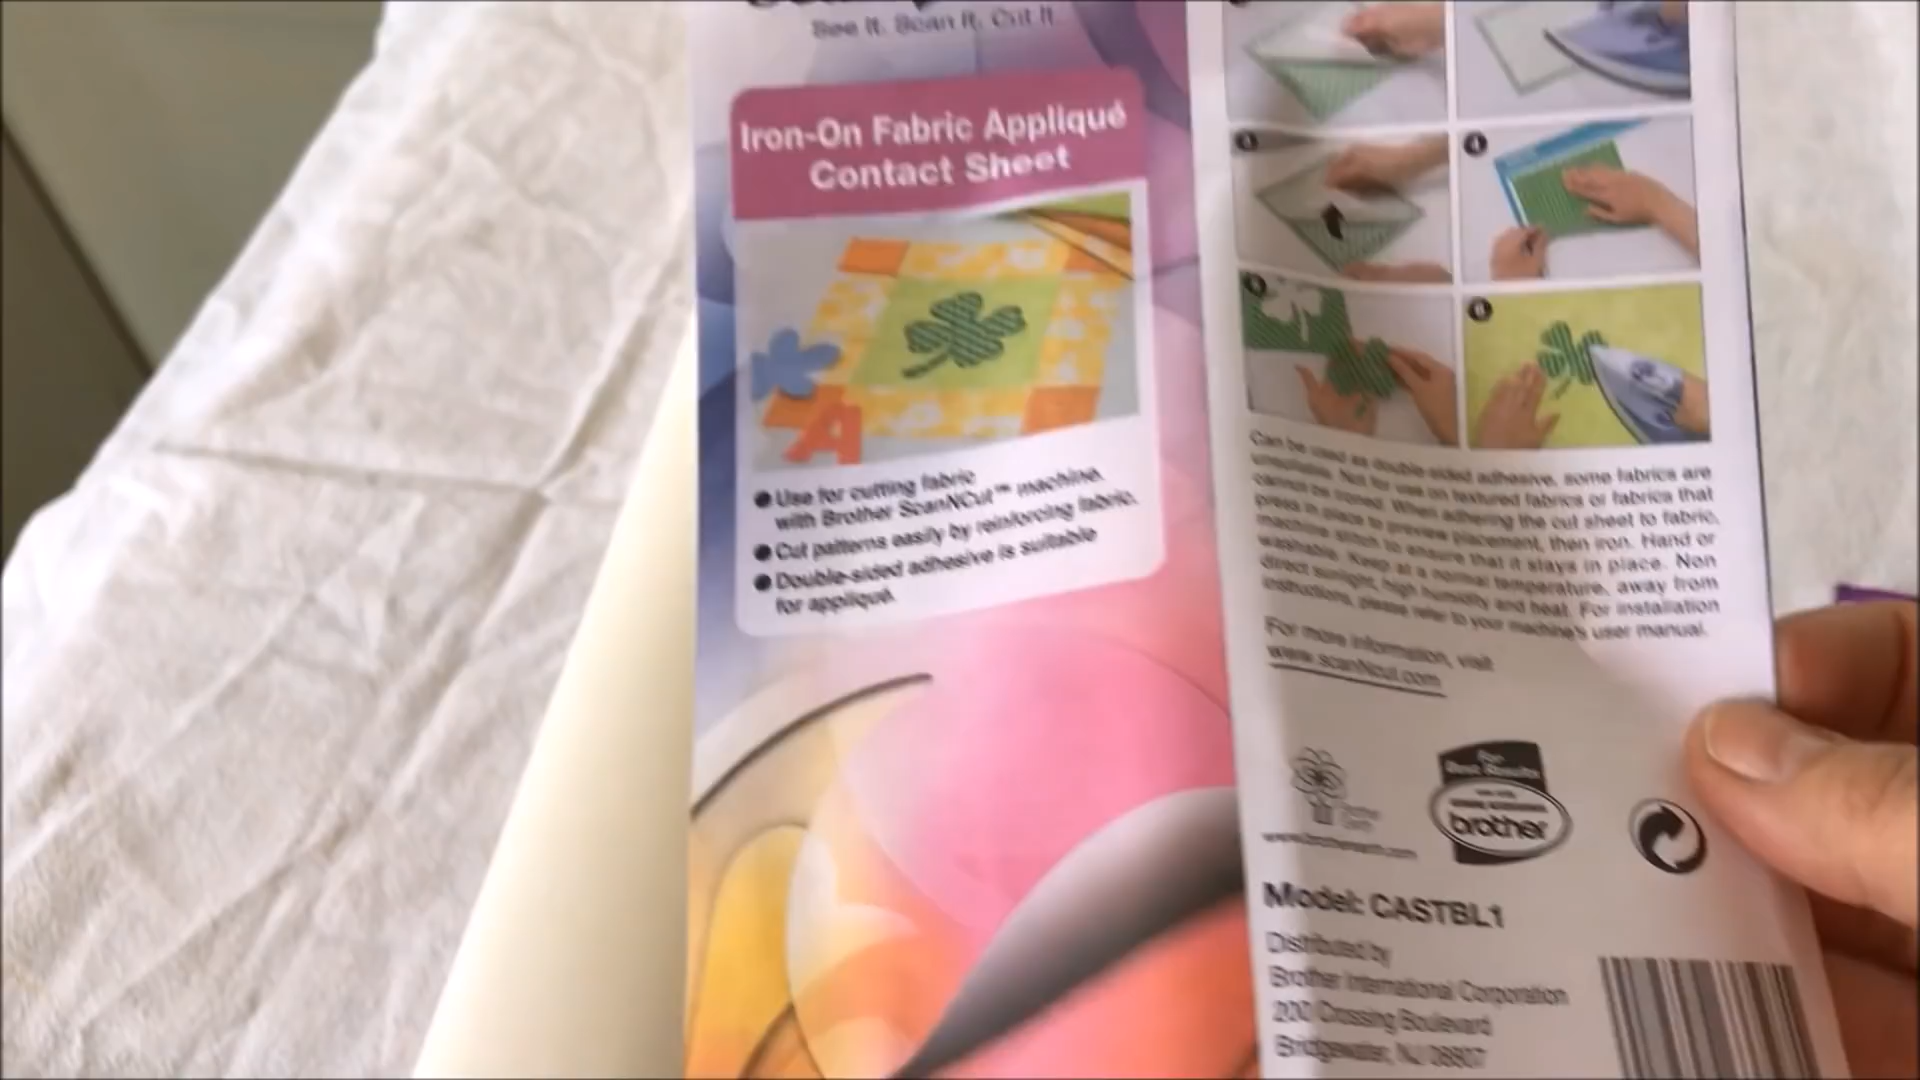 See It. Scan It. Cut It
Iron-On Fabric Appliqué
Contact Sheet
Use for cutting fabric
with Brother ScanNCut™ machine.
Cut patterns easily by reinforcing fabric.
Double-sided adhesive is suitable
for appliqué.
4
Can be used as double-sided adhesive, some fabrics are
unsuitable. Not for use on textured fabrics or fabrics that
cannot be ironed. When adhering the cut sheet to fabric,
press in place to preview placement, then iron. Hand or
machine stitch to ensure that it stays in place. Non
washable. Keep at a normal temperature, away from
direct sunlight, high humidity and heat. For installation
instructions, please refer to your machine's user manual.
For more information, visit
www.scanNcut.com
For
Best Results
brother
Model: CASTBL1
Distributed by
Brother International Corporation
200 Crossing Boulevard
Bridgewater, NJ 08807